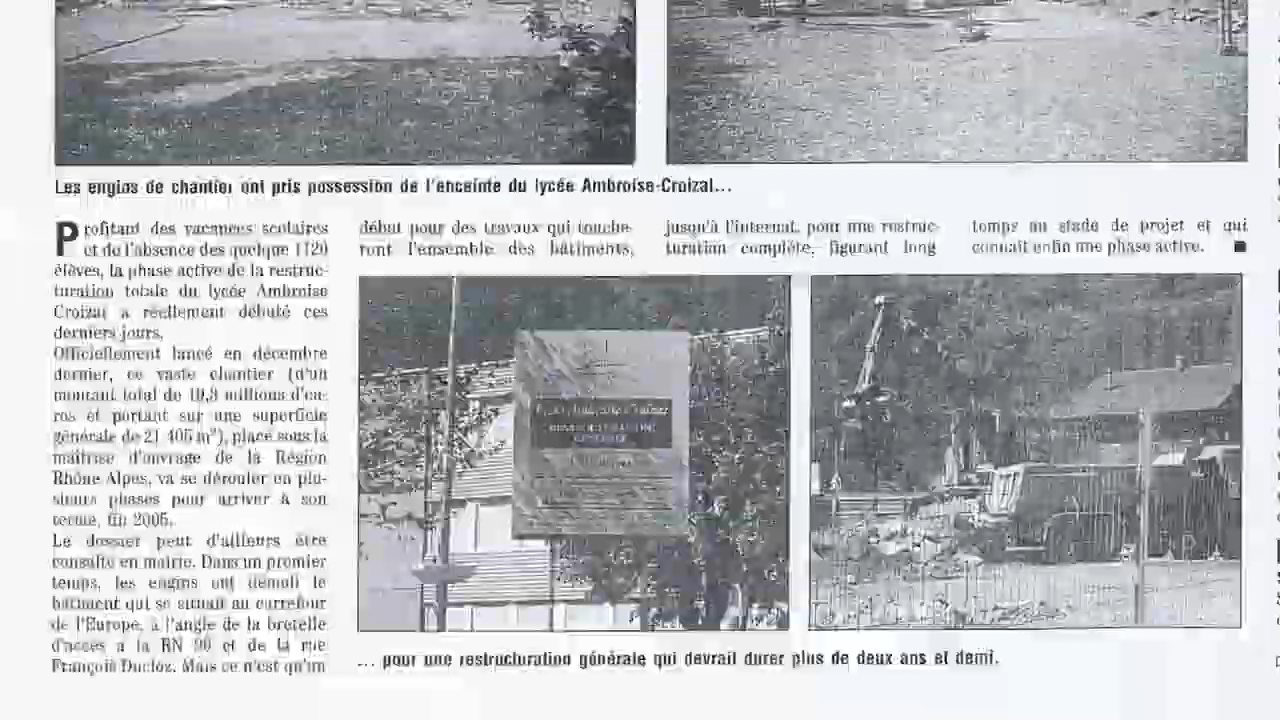 Les engins de chantier ont pris possession de l'enceinte du lycée Ambroise-Croizat...
Profitant des vacances scolaires
et de l'absence des quelque 1120
élèves, la phase active de la restruc-
turation totale du lycée Ambroise
Croizat a réellement débuté ces
derniers jours.
Officiellement lancé en décembre
dernier, ce vaste chantier (d'un
montant total de 19,8 millions d'eu-
ros et portant sur une superficie
générale de 21 405 m²), placé sous la
maîtrise d'ouvrage de la Région
Rhône Alpes, va se dérouler en plu-
sieurs phases pour arriver à son
terme, fin 2005.
Le dossier peut d'ailleurs être
consulté en mairie. Dans un premier
temps, les engins ont démoli le
bâtiment qui se situait au carrefour
de l'Europe, à l'angle de la bretelle
d'accès à la RN 90 et de la rue
François Ducloz. Mais ce n'est qu'un
début pour des travaux qui touche-
ront l'ensemble des bâtiments,
jusqu'à l'internat, pour une restruc-
turation complète, figurant long
temps au stade de projet et qui
connaît enfin une phase active.
... pour une restructuration générale qui devrait durer plus de deux ans et demi.